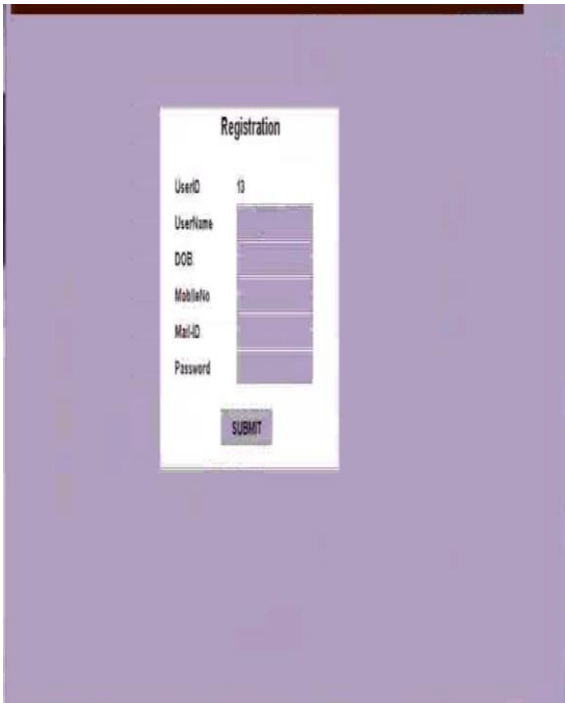 Registration
UserID 13
UserName
DOB
MobileNo
Mail-ID
Password
SUBMIT